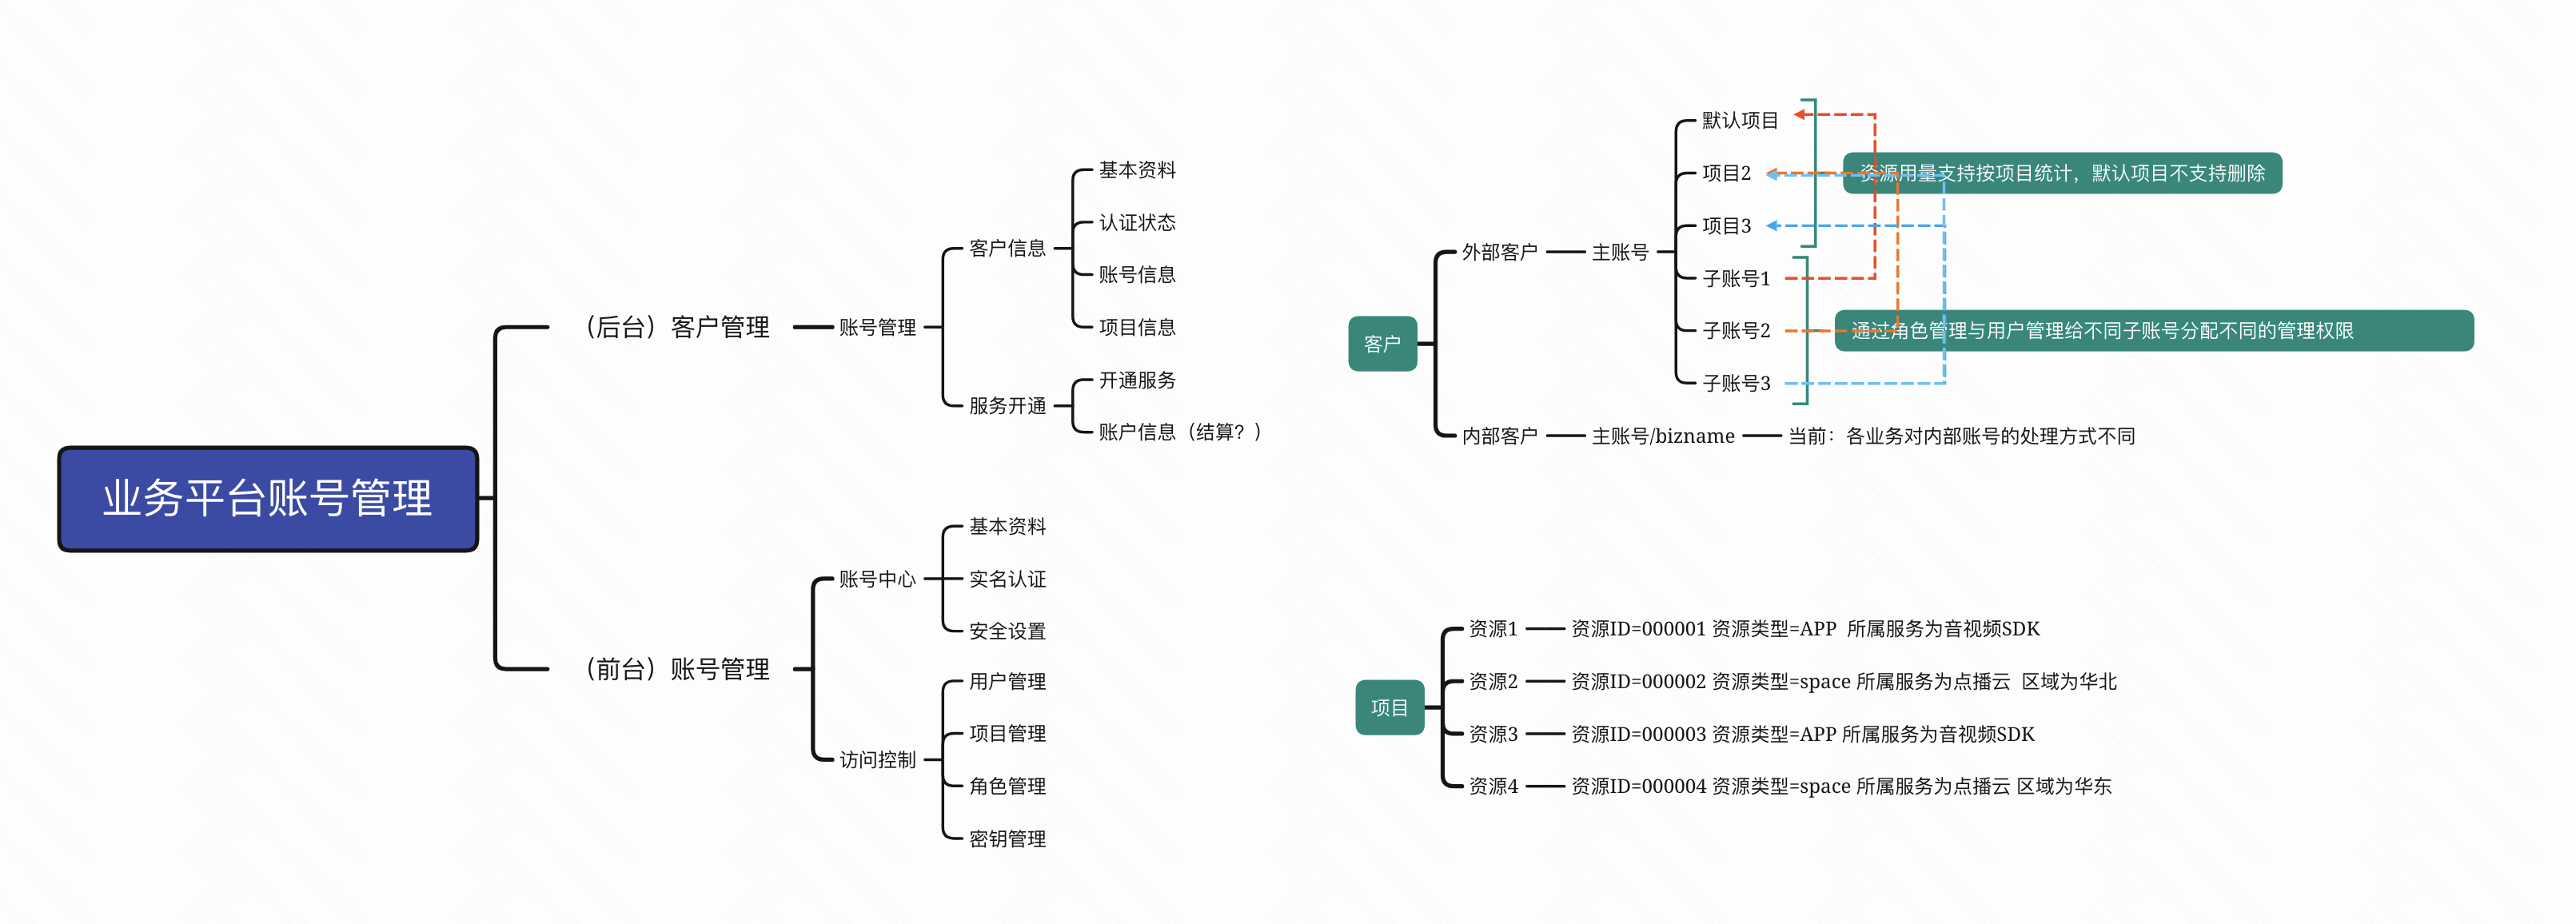 业务平台账号管理
（后台）客户管理
账号管理
客户信息
基本资料
认证状态
账号信息
项目信息
服务开通
开通服务
账户信息（结算？）
（前台）账号管理
账号中心
基本资料
实名认证
安全设置
访问控制
用户管理
项目管理
角色管理
密钥管理
客户
外部客户
主账号
默认项目
项目2
项目3
子账号1
子账号2
子账号3
资源用量支持按项目统计，默认项目不支持删除
通过角色管理与用户管理给不同子账号分配不同的管理权限
内部客户
主账号/bizname
当前：各业务对内部账号的处理方式不同
项目
资源1
资源ID=000001 资源类型=APP 所属服务为音视频SDK
资源2
资源ID=000002 资源类型=space 所属服务为点播云 区域为华北
资源3
资源ID=000003 资源类型=APP 所属服务为音视频SDK
资源4
资源ID=000004 资源类型=space 所属服务为点播云 区域为华东